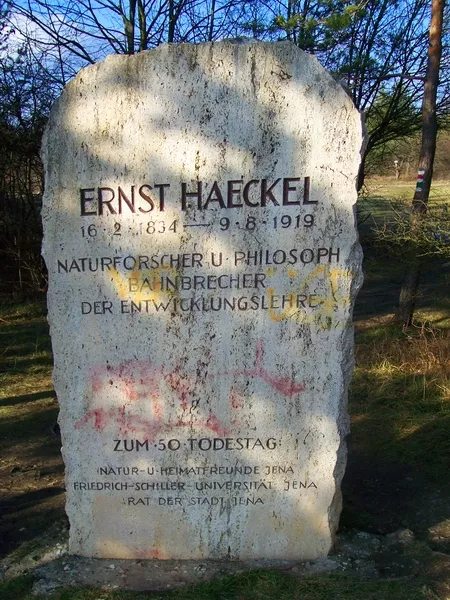 ERNST HAECKEL
16·2·1834—9·8·1919
NATURFORSCHER U·PHILOSOPH
BAHNBRECHER
DER ENTWICKLUNGSLEHRE
ZUM·50·TODESTAG
NATUR-U·HEIMATFREUNDE JENA
FRIEDRICH-SCHILLER-UNIVERSITÄT JENA
RAT DER STADT JENA